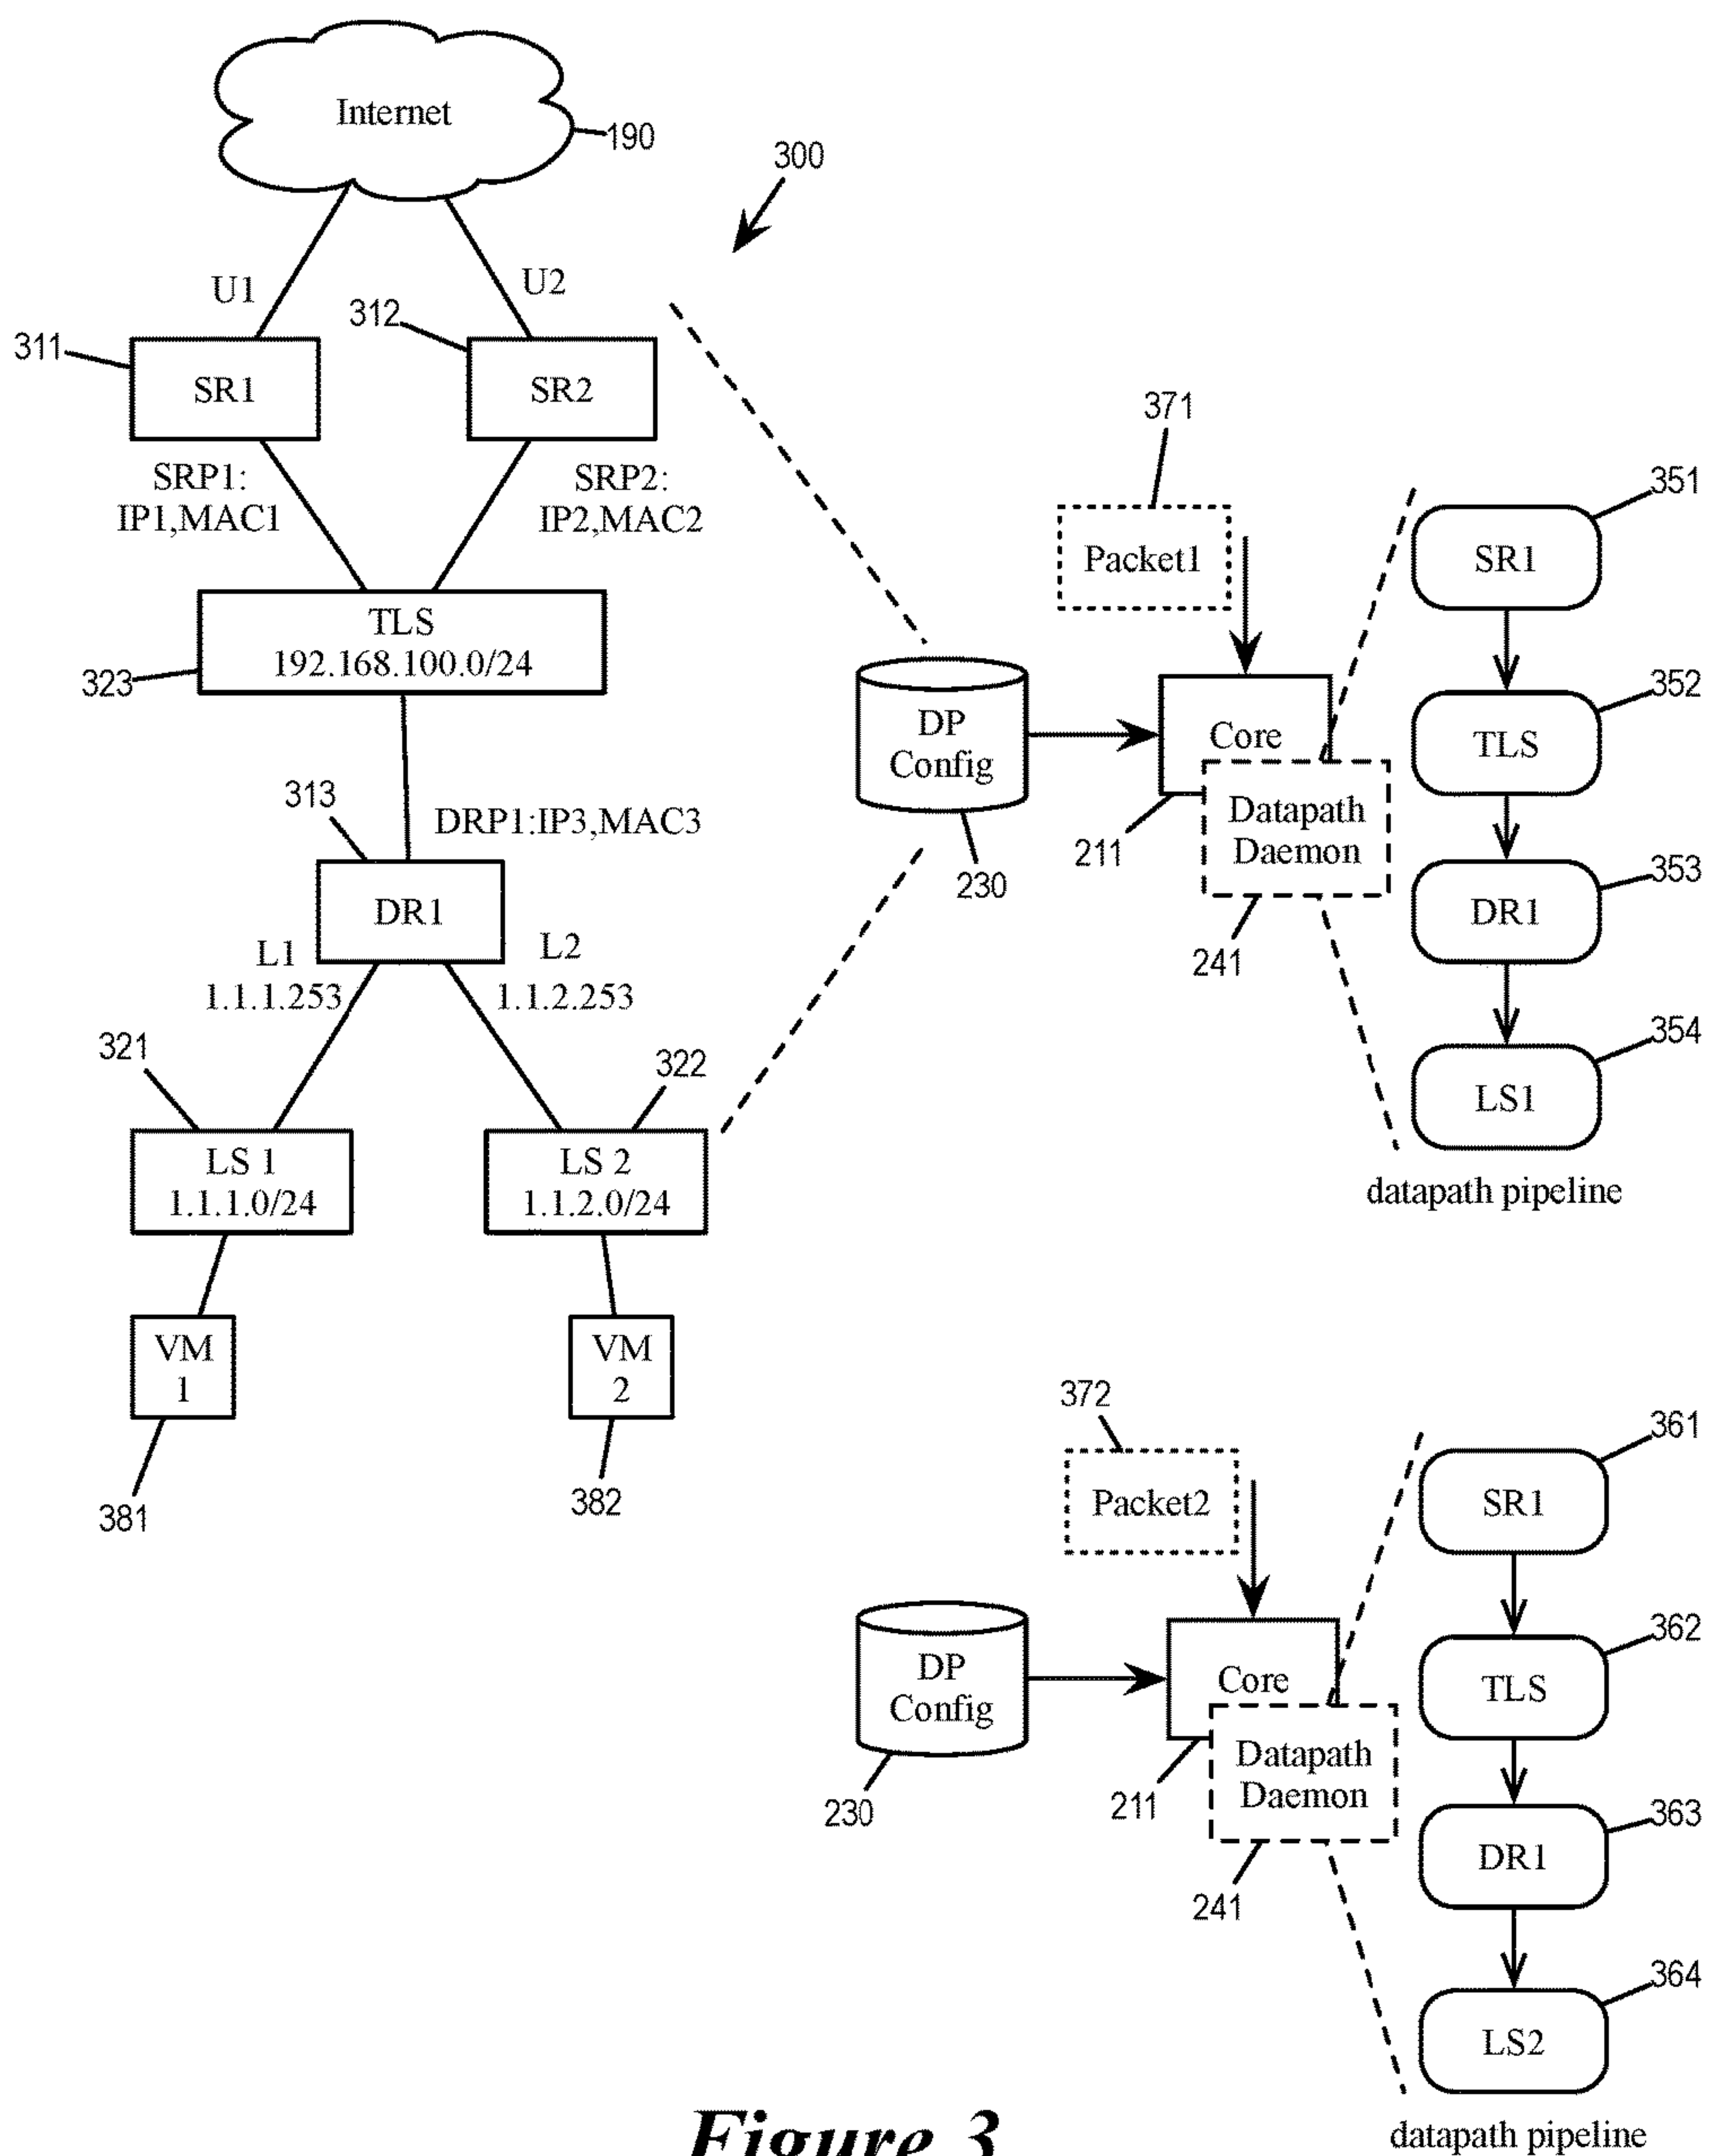 Internet
190
300
U1
U2
311
312
SR1
SR2
SRP1:
IP1,MAC1
SRP2:
IP2,MAC2
TLS
192.168.100.0/24
323
313
DRP1:IP3,MAC3
DR1
L1
1.1.1.253
L2
1.1.2.253
321
322
LS 1
1.1.1.0/24
LS 2
1.1.2.0/24
VM
1
VM
2
381
382
371
Packet1
DP
Config
230
Core
211
Datapath
Daemon
241
351
SR1
352
TLS
353
DR1
354
LS1
datapath pipeline
372
Packet2
DP
Config
230
Core
211
Datapath
Daemon
241
361
SR1
362
TLS
363
DR1
364
LS2
datapath pipeline
Figure 3